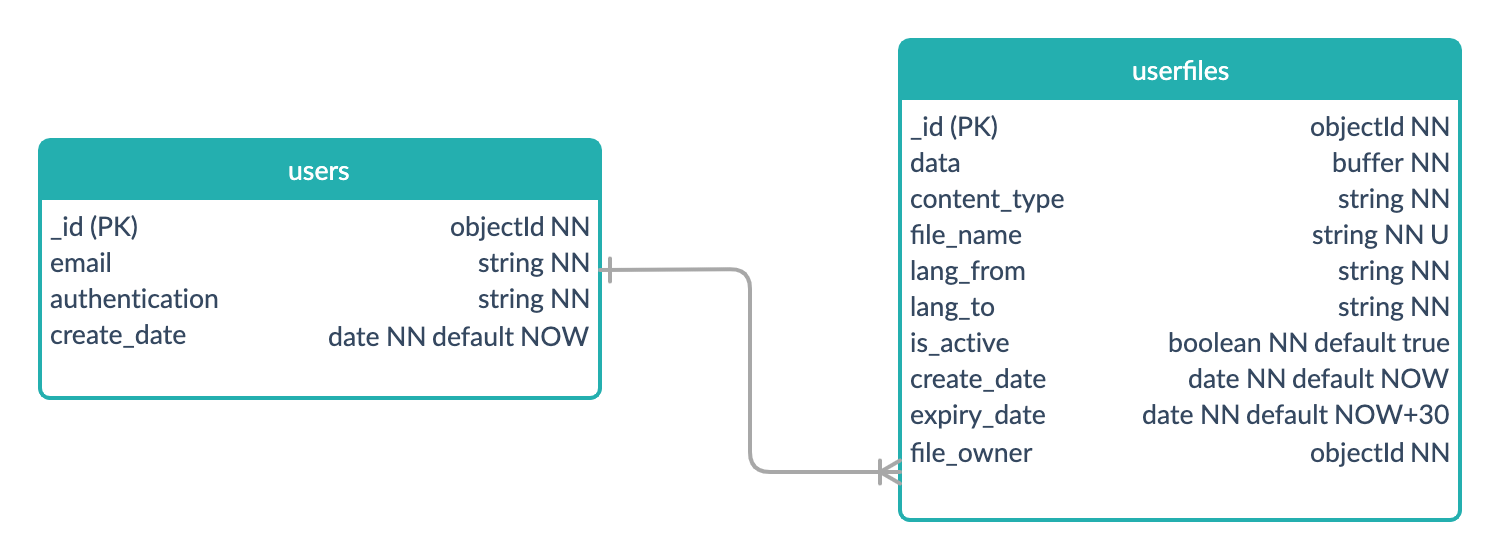 users
_id (PK) objectId NN
email string NN
authentication string NN
create_date date NN default NOW
userfiles
_id (PK) objectId NN
data buffer NN
content_type string NN
file_name string NN U
lang_from string NN
lang_to string NN
is_active boolean NN default true
create_date date NN default NOW
expiry_date date NN default NOW+30
file_owner objectId NN